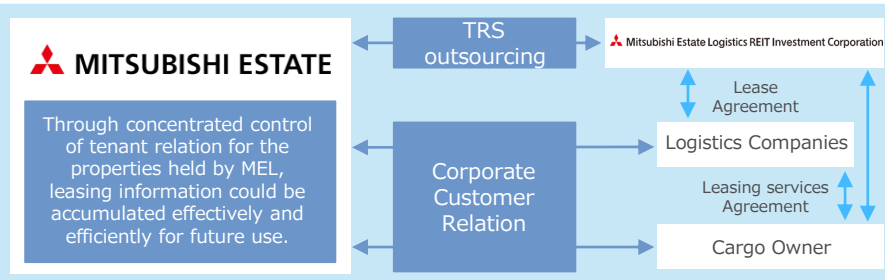 MITSUBISHI ESTATE
Through concentrated control
of tenant relation for the
properties held by MEL,
leasing information could be
accumulated effectively and
efficiently for future use.
TRS
outsourcing
Corporate
Customer
Relation
Mitsubishi Estate Logistics REIT Investment Corporation
Lease
Agreement
Logistics Companies
Leasing services
Agreement
Cargo Owner